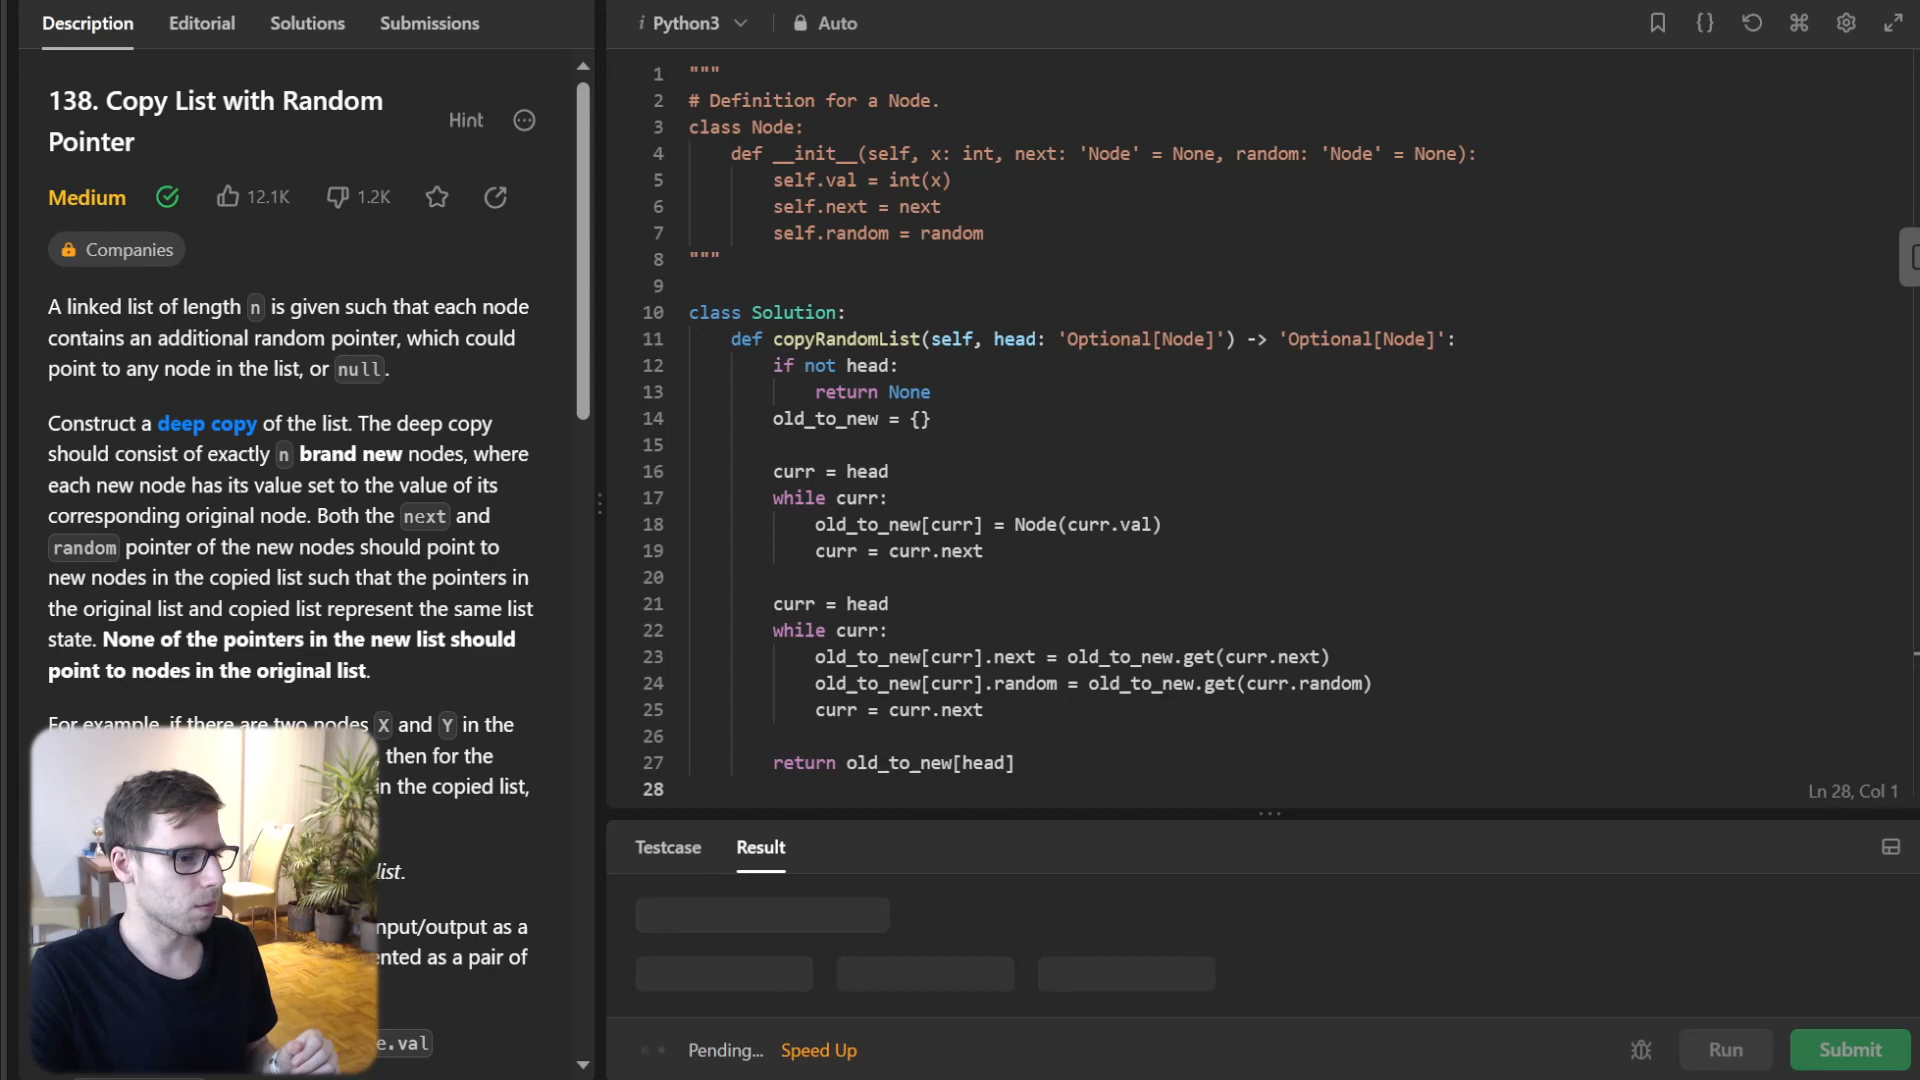 Description Editorial Solutions Submissions
138. Copy List with Random
Pointer
Hint
Medium 12.1K 1.2K
Companies
A linked list of length n is given such that each node
contains an additional random pointer, which could
point to any node in the list, or null.
Construct a deep copy of the list. The deep copy
should consist of exactly n brand new nodes, where
each new node has its value set to the value of its
corresponding original node. Both the next and
random pointer of the new nodes should point to
new nodes in the copied list such that the pointers in
the original list and copied list represent the same list
state. None of the pointers in the new list should
point to nodes in the original list.
For example, if there are two nodes X and Y in the
, then for the
in the copied list,
list.
nput/output as a
ented as a pair of
e.val
i Python3 Auto
1 """
2 # Definition for a Node.
3 class Node:
4 def __init__(self, x: int, next: 'Node' = None, random: 'Node' = None):
5 self.val = int(x)
6 self.next = next
7 self.random = random
8 """
9
10 class Solution:
11 def copyRandomList(self, head: 'Optional[Node]') -> 'Optional[Node]':
12 if not head:
13 return None
14 old_to_new = {}
15
16 curr = head
17 while curr:
18 old_to_new[curr] = Node(curr.val)
19 curr = curr.next
20
21 curr = head
22 while curr:
23 old_to_new[curr].next = old_to_new.get(curr.next)
24 old_to_new[curr].random = old_to_new.get(curr.random)
25 curr = curr.next
26
27 return old_to_new[head]
28
Ln 28, Col 1
Testcase Result
Pending... Speed Up Run Submit